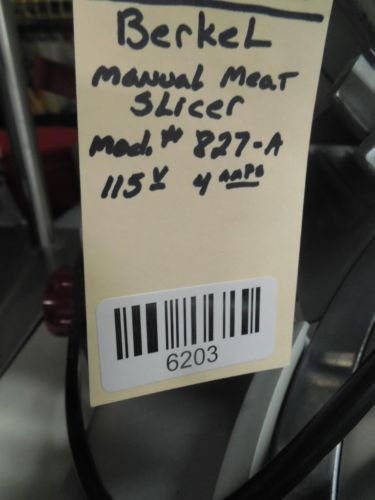 Berkel
Manual Meat
Slicer
Mod.# 827-A
115V 4 AMPS
6203